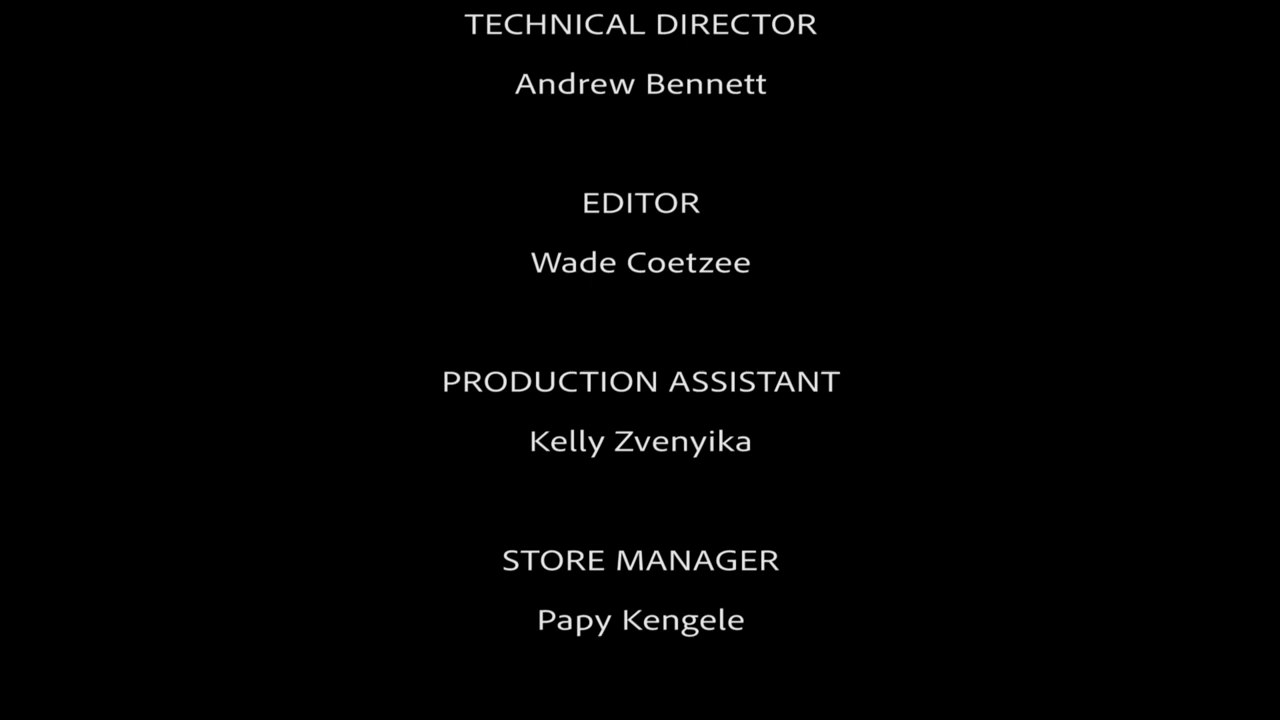 TECHNICAL DIRECTOR
Andrew Bennett
EDITOR
Wade Coetzee
PRODUCTION ASSISTANT
Kelly Zvenyika
STORE MANAGER
Papy Kengele